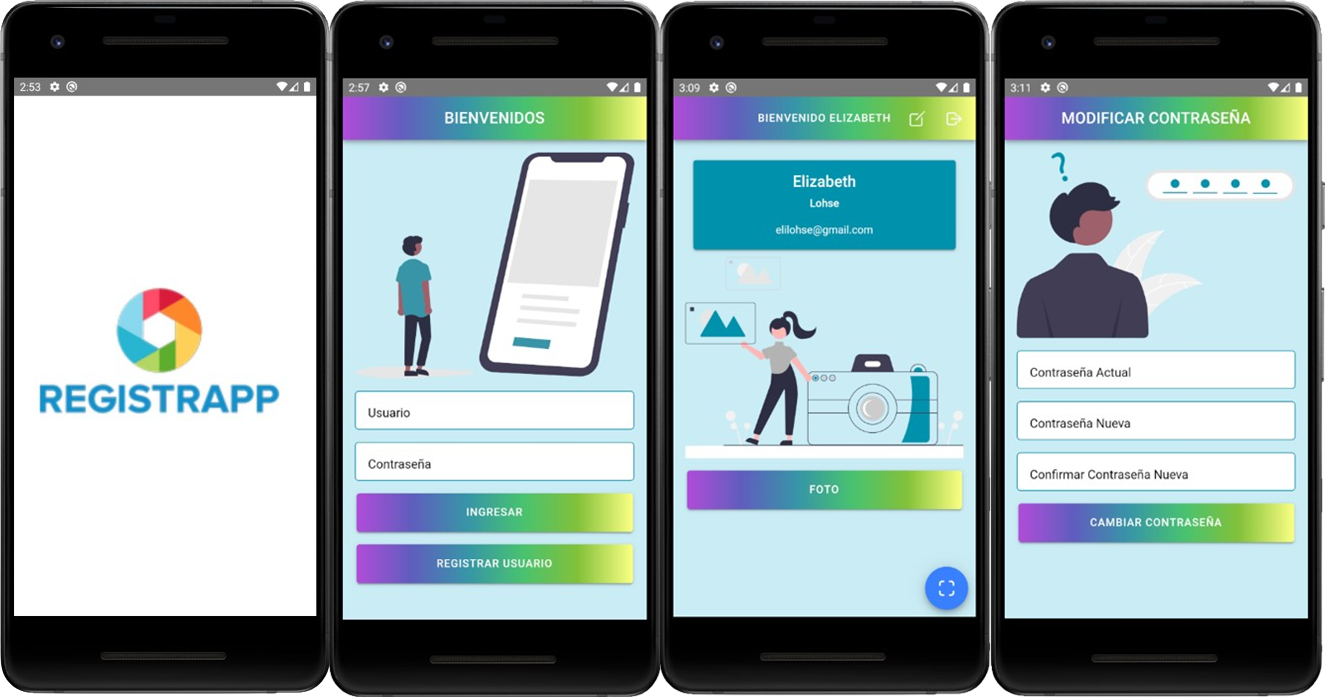 2:53
REGISTRAPP
2:57
BIENVENIDOS
Usuario
Contraseña
INGRESAR
REGISTRAR USUARIO
3:09
BIENVENIDO ELIZABETH
Elizabeth
Lohse
elilohse@gmail.com
FOTO
3:11
MODIFICAR CONTRASEÑA
?
Contraseña Actual
Contraseña Nueva
Confirmar Contraseña Nueva
CAMBIAR CONTRASEÑA